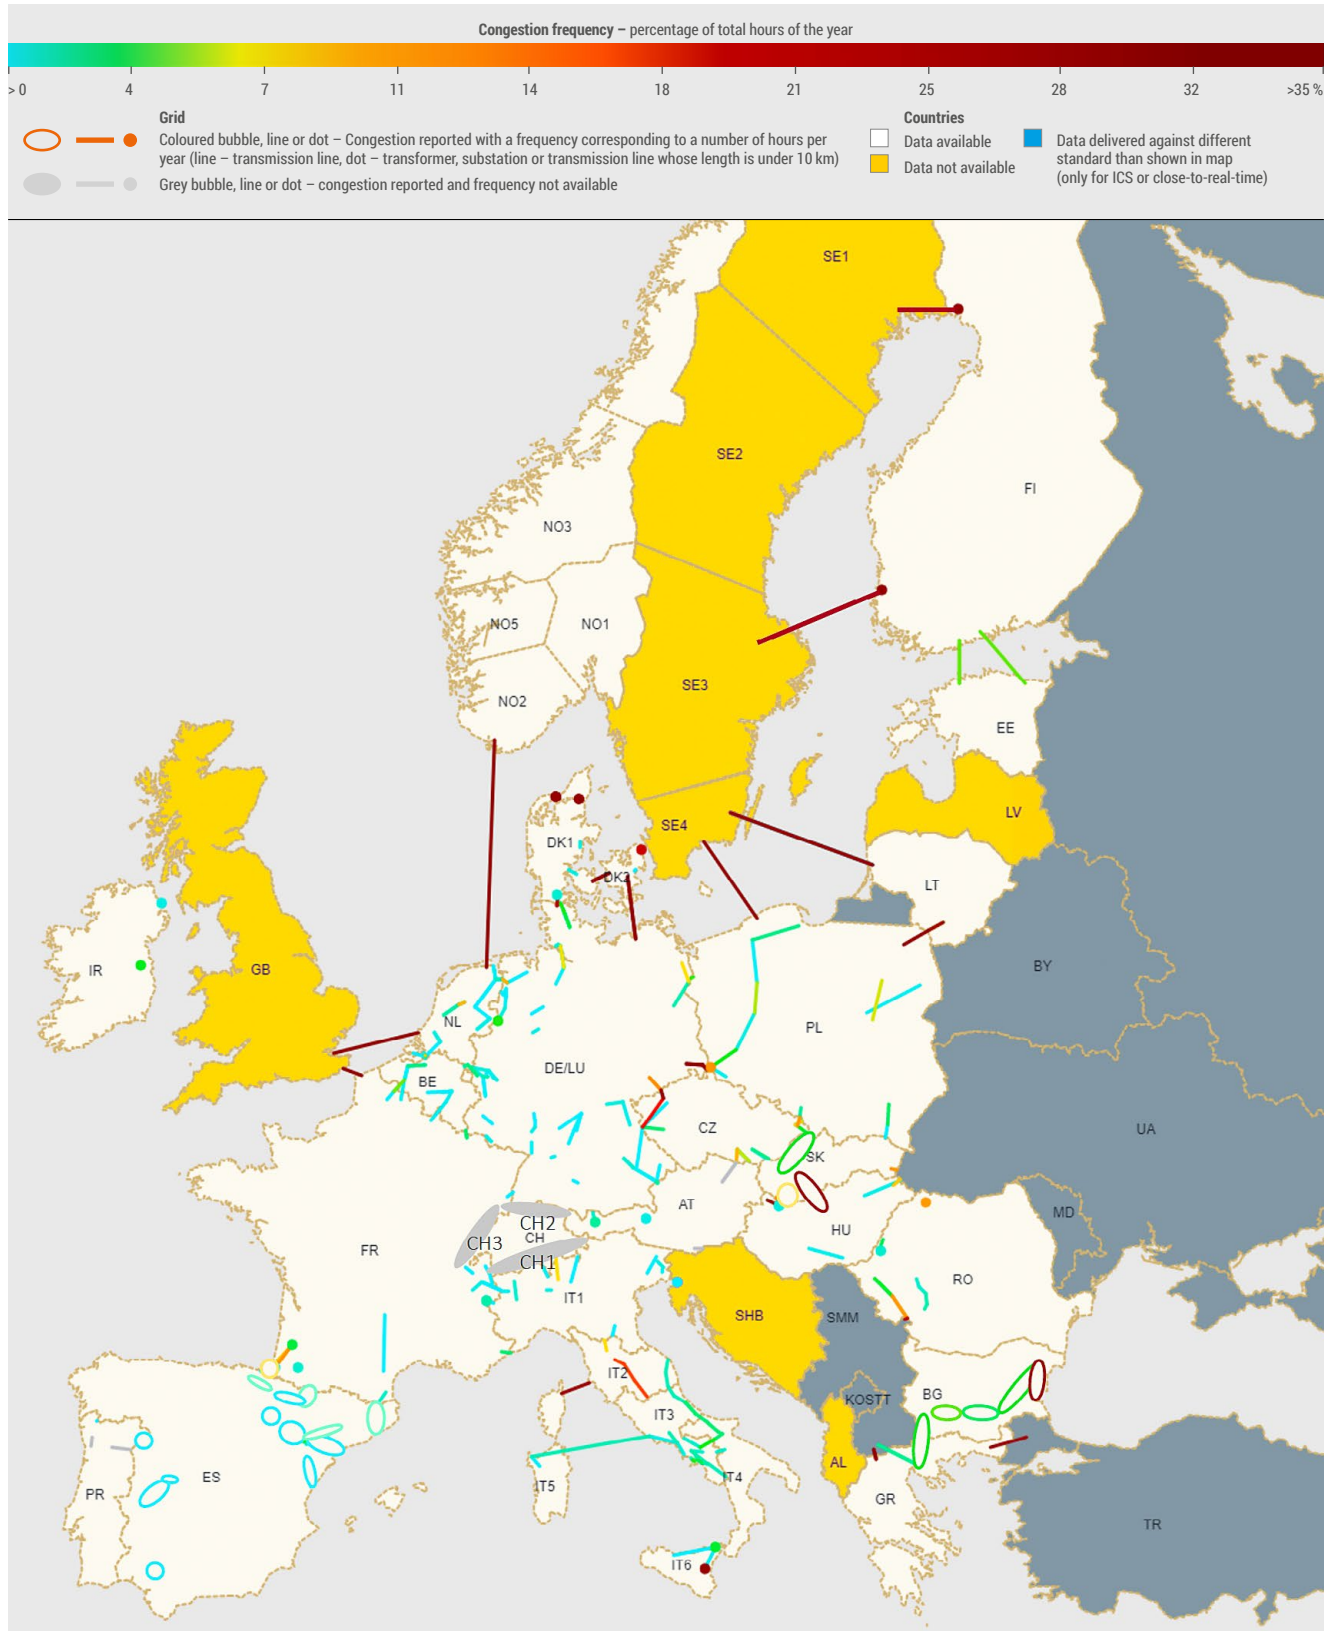 Congestion frequency – percentage of total hours of the year
> 0 4 7 11 14 18 21 25 28 32 >35 %
Grid
Coloured bubble, line or dot – Congestion reported with a frequency corresponding to a number of hours per
year (line – transmission line, dot – transformer, substation or transmission line whose length is under 10 km)
Grey bubble, line or dot – congestion reported and frequency not available
Countries
Data available
Data not available
Data delivered against different
standard than shown in map
(only for ICS or close-to-real-time)
SE1
SE2
FI
NO3
NO5
NO1
SE3
NO2
EE
LV
SE4
DK1
DK2
LT
IR
GB
BY
NL
PL
DE/LU
BE
CZ
UA
SK
AT
MD
CH2
HU
CH
CH3
FR
CH1
RO
IT1
SHB
SMM
IT2
BG
KOSTT
IT3
AL
ES
IT4
IT5
PR
GR
TR
IT6